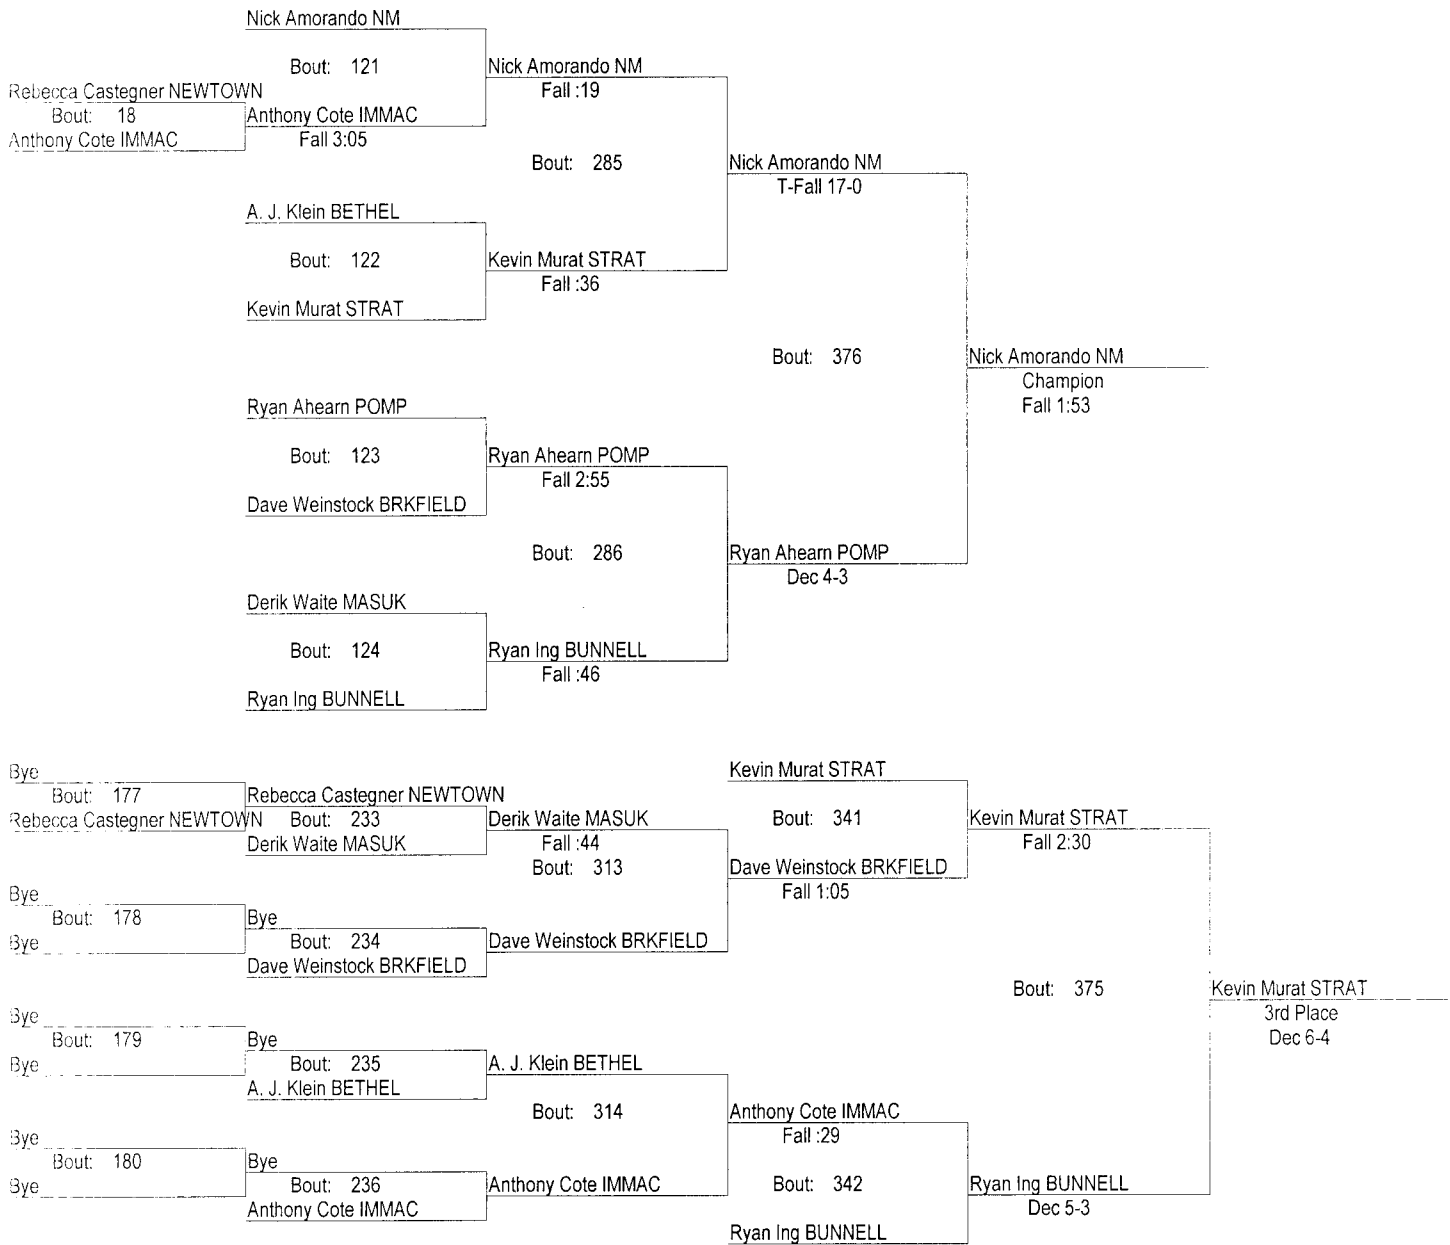 Nick Amorando NM
Bout: 121
Nick Amorando NM
Fall :19
Rebecca Castegner NEWTOWN
Bout: 18
Anthony Cote IMMAC
Anthony Cote IMMAC
Fall 3:05
Bout: 285
Nick Amorando NM
T-Fall 17-0
A. J. Klein BETHEL
Bout: 122
Kevin Murat STRAT
Fall :36
Kevin Murat STRAT
Bout: 376
Nick Amorando NM
Champion
Fall 1:53
Ryan Ahearn POMP
Bout: 123
Ryan Ahearn POMP
Fall 2:55
Dave Weinstock BRKFIELD
Bout: 286
Ryan Ahearn POMP
Dec 4-3
Derik Waite MASUK
Bout: 124
Ryan Ing BUNNELL
Fall :46
Ryan Ing BUNNELL
Bye
Bout: 177
Rebecca Castegner NEWTOWN
Rebecca Castegner NEWTOWN
Bout: 233
Derik Waite MASUK
Derik Waite MASUK
Fall :44
Bout: 313
Kevin Murat STRAT
Bout: 341
Kevin Murat STRAT
Fall 2:30
Dave Weinstock BRKFIELD
Fall 1:05
Bye
Bout: 178
Bye
Bye
Bout: 234
Dave Weinstock BRKFIELD
Dave Weinstock BRKFIELD
Bout: 375
Kevin Murat STRAT
3rd Place
Dec 6-4
Bye
Bout: 179
Bye
Bye
Bout: 235
A. J. Klein BETHEL
A. J. Klein BETHEL
Bout: 314
Anthony Cote IMMAC
Fall :29
Bye
Bout: 180
Bye
Bye
Bout: 236
Anthony Cote IMMAC
Anthony Cote IMMAC
Bout: 342
Ryan Ing BUNNELL
Dec 5-3
Ryan Ing BUNNELL